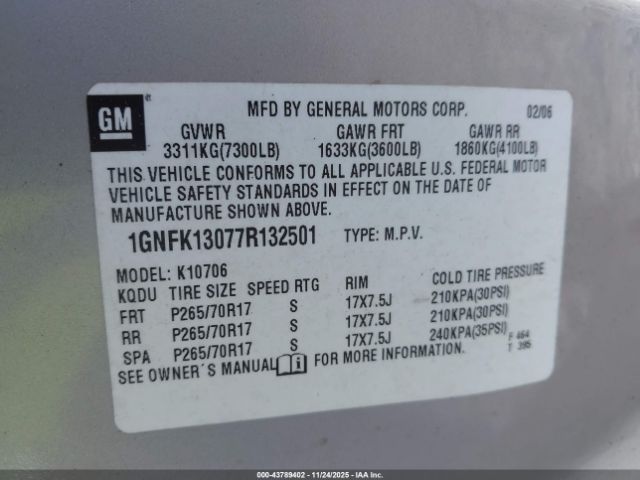 GM
MFD BY GENERAL MOTORS CORP. 02/06
GVWR GAWR FRT GAWR RR
3311KG(7300LB) 1633KG(3600LB) 1860KG(4100LB)
THIS VEHICLE CONFORMS TO ALL APPLICABLE U.S. FEDERAL MOTOR
VEHICLE SAFETY STANDARDS IN EFFECT ON THE DATE OF
MANUFACTURE SHOWN ABOVE.
1GNFK13077R132501 TYPE: M.P.V.
MODEL: K10706
KQDU TIRE SIZE SPEED RTG RIM COLD TIRE PRESSURE
FRT P265/70R17 S 17X7.5J 210KPA(30PSI)
RR P265/70R17 S 17X7.5J 210KPA(30PSI)
SPA P265/70R17 S 17X7.5J 240KPA(35PSI) F 464
T 395
SEE OWNER'S MANUAL FOR MORE INFORMATION.
000-43789402 - 11/24/2025 - IAAI.COM